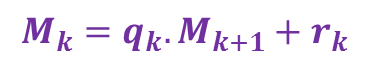 M_k = q_k. M_{k+1} + r_k